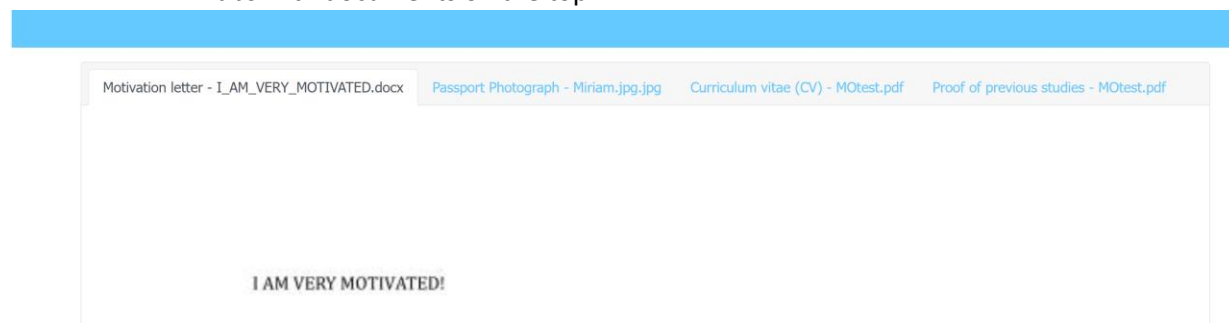 Motivation letter - I_AM_VERY_MOTIVATED.docx Passport Photograph - Miriam.jpg.jpg Curriculum vitae (CV) - MOtest.pdf Proof of previous studies - MOtest.pdf
I AM VERY MOTIVATED!